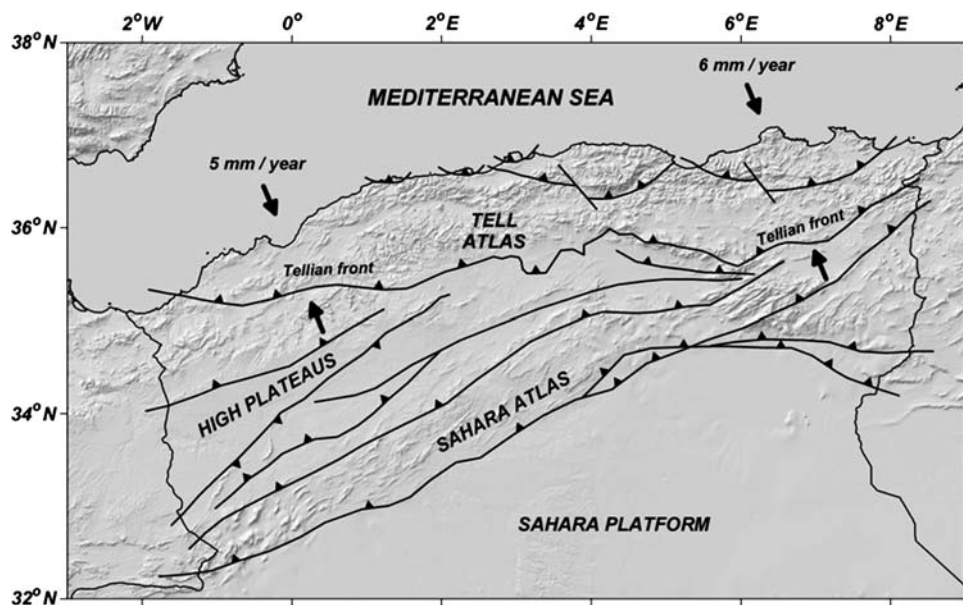 2°W 0° 2°E 4°E 6°E 8°E
38°N
6 mm / year
MEDITERRANEAN SEA
5 mm / year
36°N
TELL
ATLAS
Tellian front
Tellian front
HIGH PLATEAUS
SAHARA ATLAS
34°N
SAHARA PLATFORM
32°N